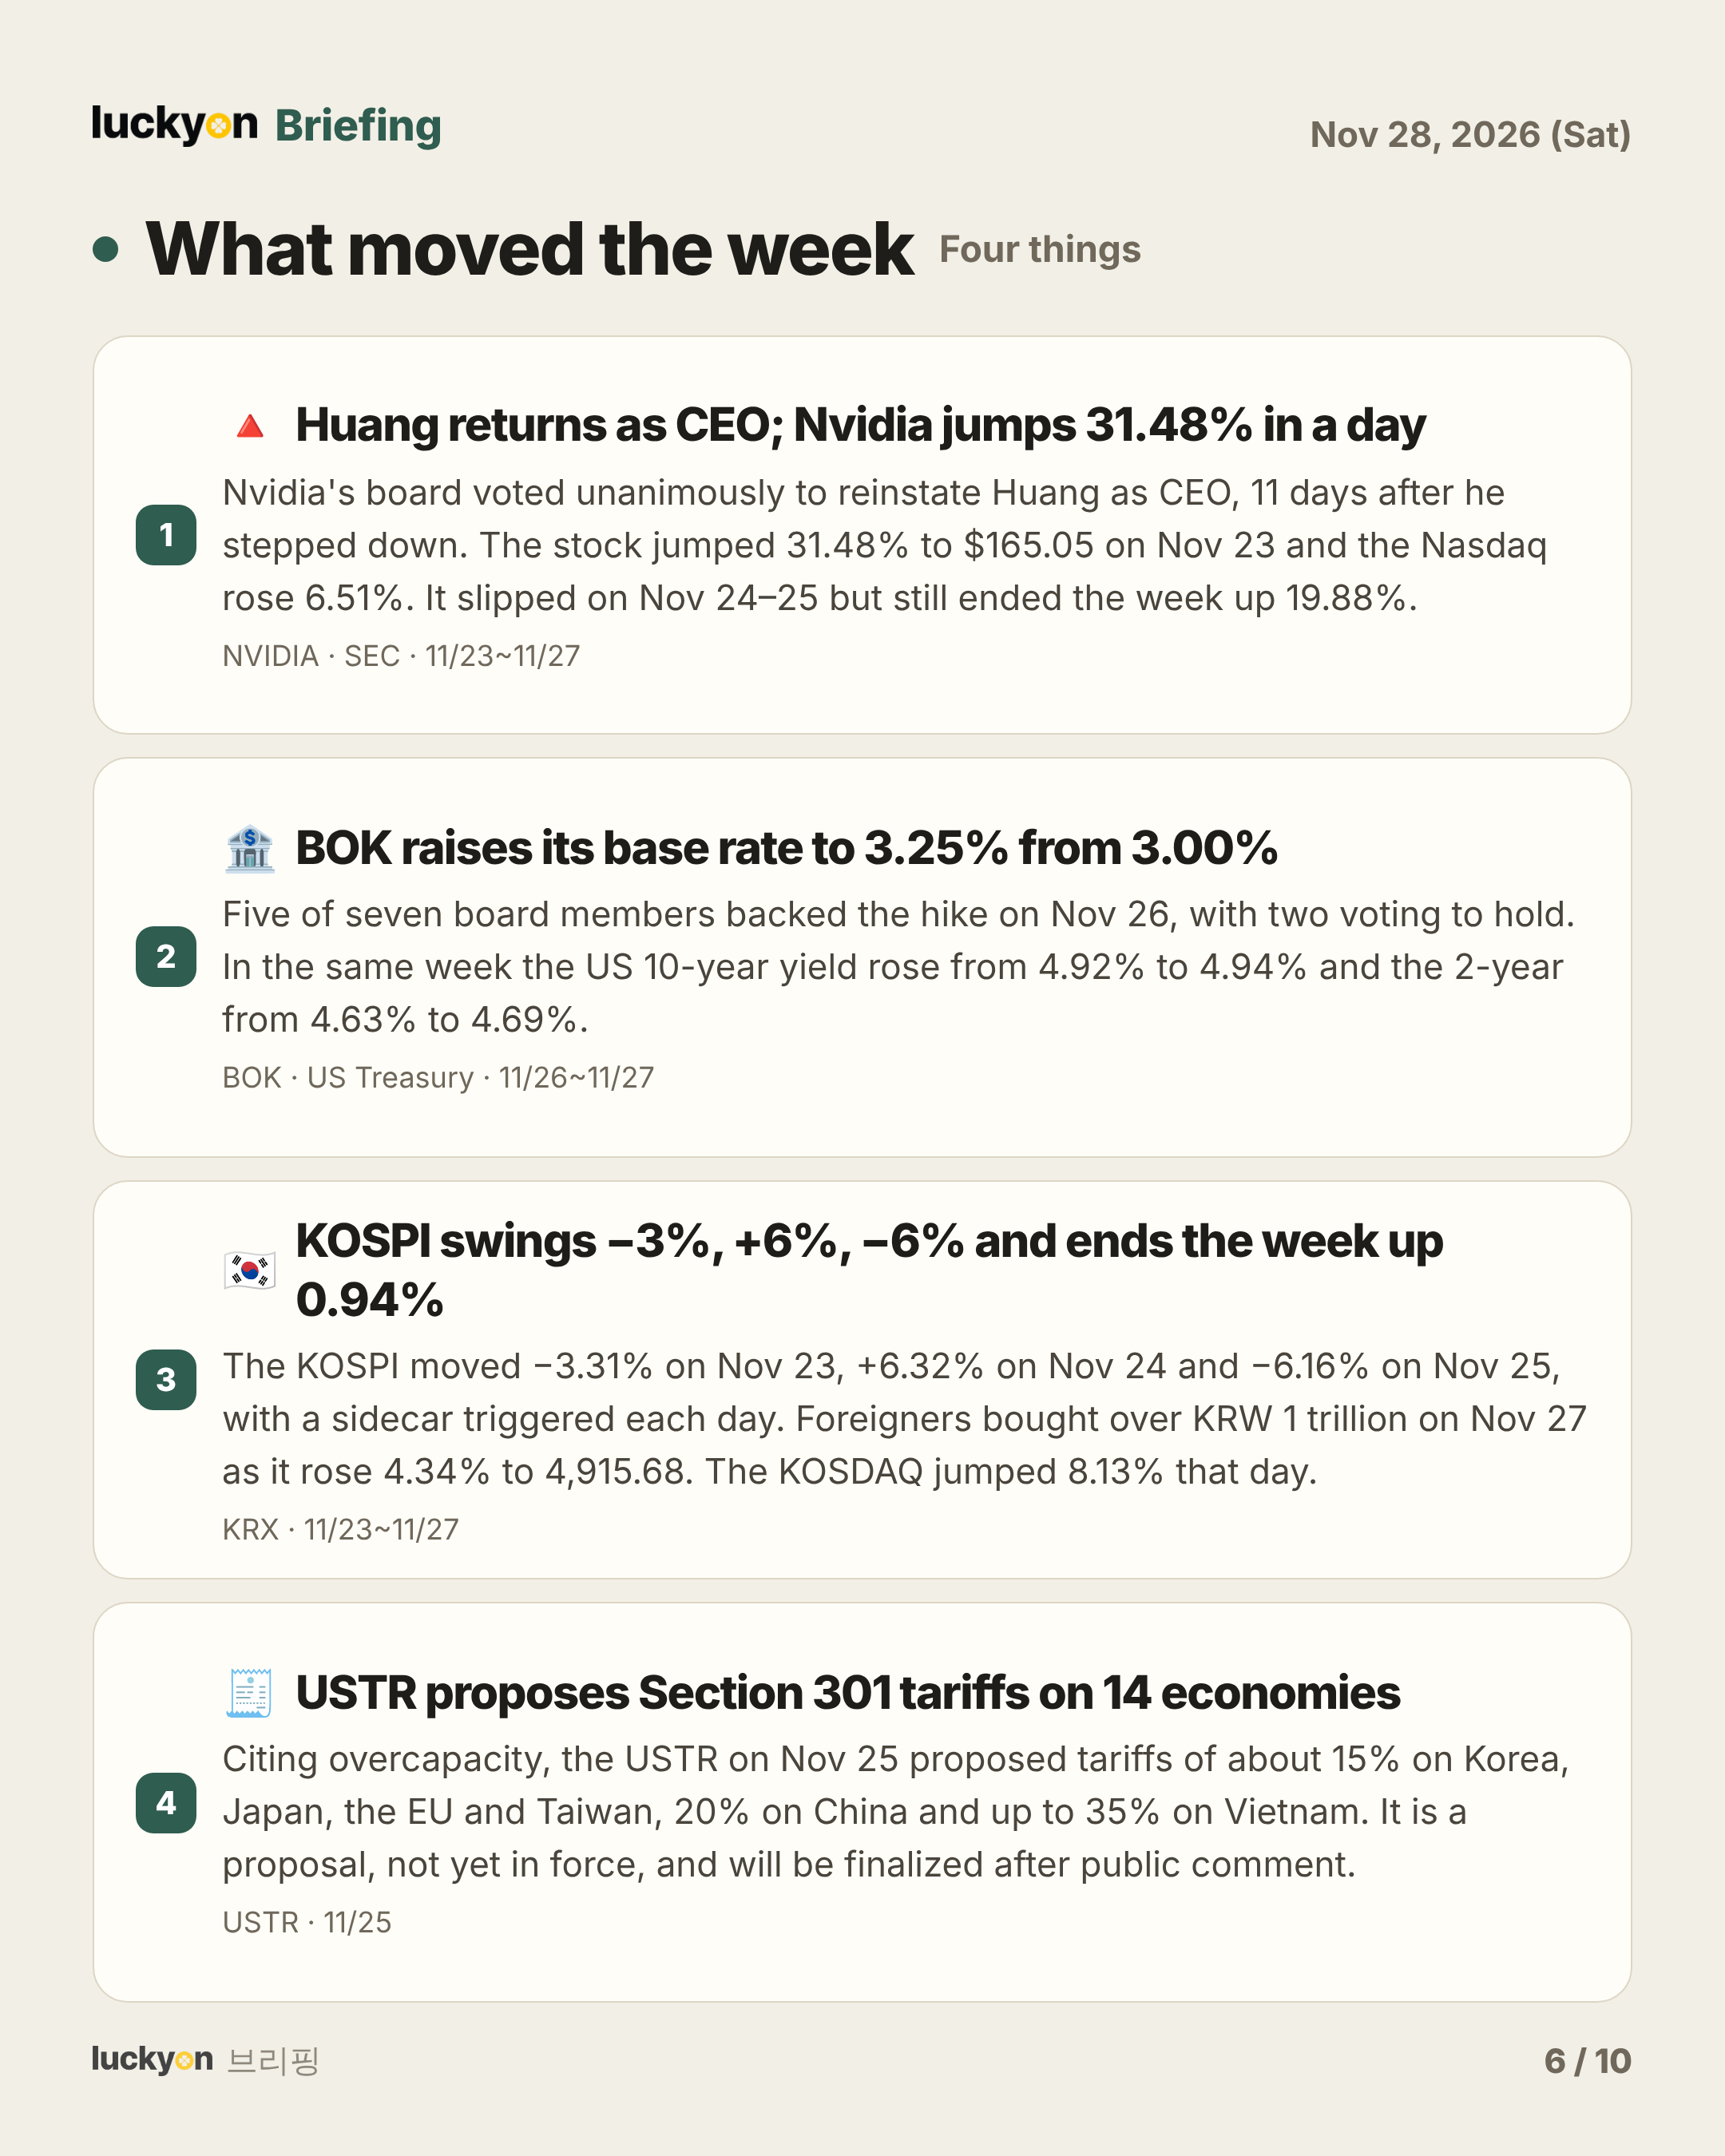 luckyon Briefing
Nov 28, 2026 (Sat)
What moved the week Four things
Huang returns as CEO; Nvidia jumps 31.48% in a day
1
Nvidia's board voted unanimously to reinstate Huang as CEO, 11 days after he
stepped down. The stock jumped 31.48% to $165.05 on Nov 23 and the Nasdaq
rose 6.51%. It slipped on Nov 24–25 but still ended the week up 19.88%.
NVIDIA · SEC · 11/23~11/27
BOK raises its base rate to 3.25% from 3.00%
2
Five of seven board members backed the hike on Nov 26, with two voting to hold.
In the same week the US 10-year yield rose from 4.92% to 4.94% and the 2-year
from 4.63% to 4.69%.
BOK · US Treasury · 11/26~11/27
KOSPI swings −3%, +6%, −6% and ends the week up
0.94%
3
The KOSPI moved −3.31% on Nov 23, +6.32% on Nov 24 and −6.16% on Nov 25,
with a sidecar triggered each day. Foreigners bought over KRW 1 trillion on Nov 27
as it rose 4.34% to 4,915.68. The KOSDAQ jumped 8.13% that day.
KRX · 11/23~11/27
USTR proposes Section 301 tariffs on 14 economies
4
Citing overcapacity, the USTR on Nov 25 proposed tariffs of about 15% on Korea,
Japan, the EU and Taiwan, 20% on China and up to 35% on Vietnam. It is a
proposal, not yet in force, and will be finalized after public comment.
USTR · 11/25
luckyon 브리핑
6 / 10